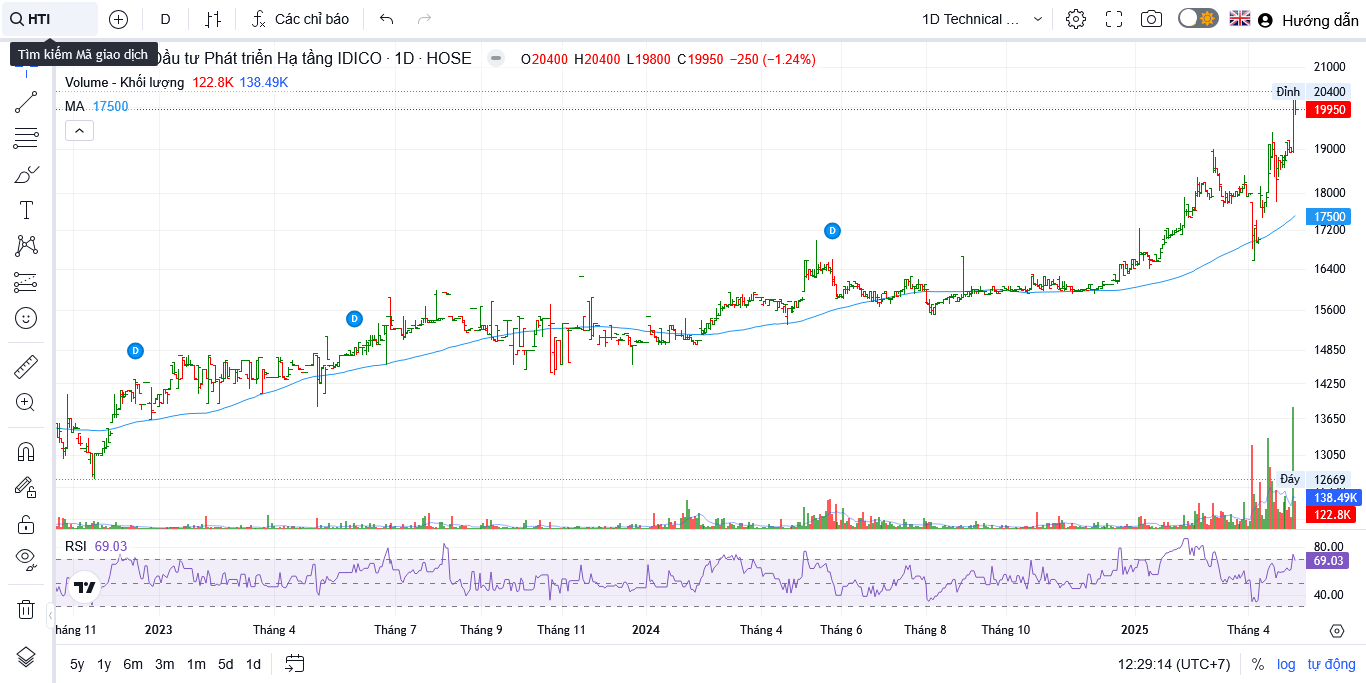 HTI
D
Các chỉ báo
1D Technical ...
Hướng dẫn
Tìm kiếm Mã giao dịch
Đầu tư Phát triển Hạ tầng IDICO · 1D · HOSE
O20400 H20400 L19800 C19950 −250 (−1.24%)
Volume - Khối lượng 122.8K 138.49K
MA 17500
21000
Đỉnh 20400
19950
19000
18000
17500
17200
16400
15600
14850
14250
13650
13050
Đáy 12669
138.49K
122.8K
D
D
D
RSI 69.03
80.00
69.03
40.00
háng 11 2023 Tháng 4 Tháng 7 Tháng 9 Tháng 11 2024 Tháng 4 Tháng 6 Tháng 8 Tháng 10 2025 Tháng 4
5y 1y 6m 3m 1m 5d 1d
12:29:14 (UTC+7) % log tự động